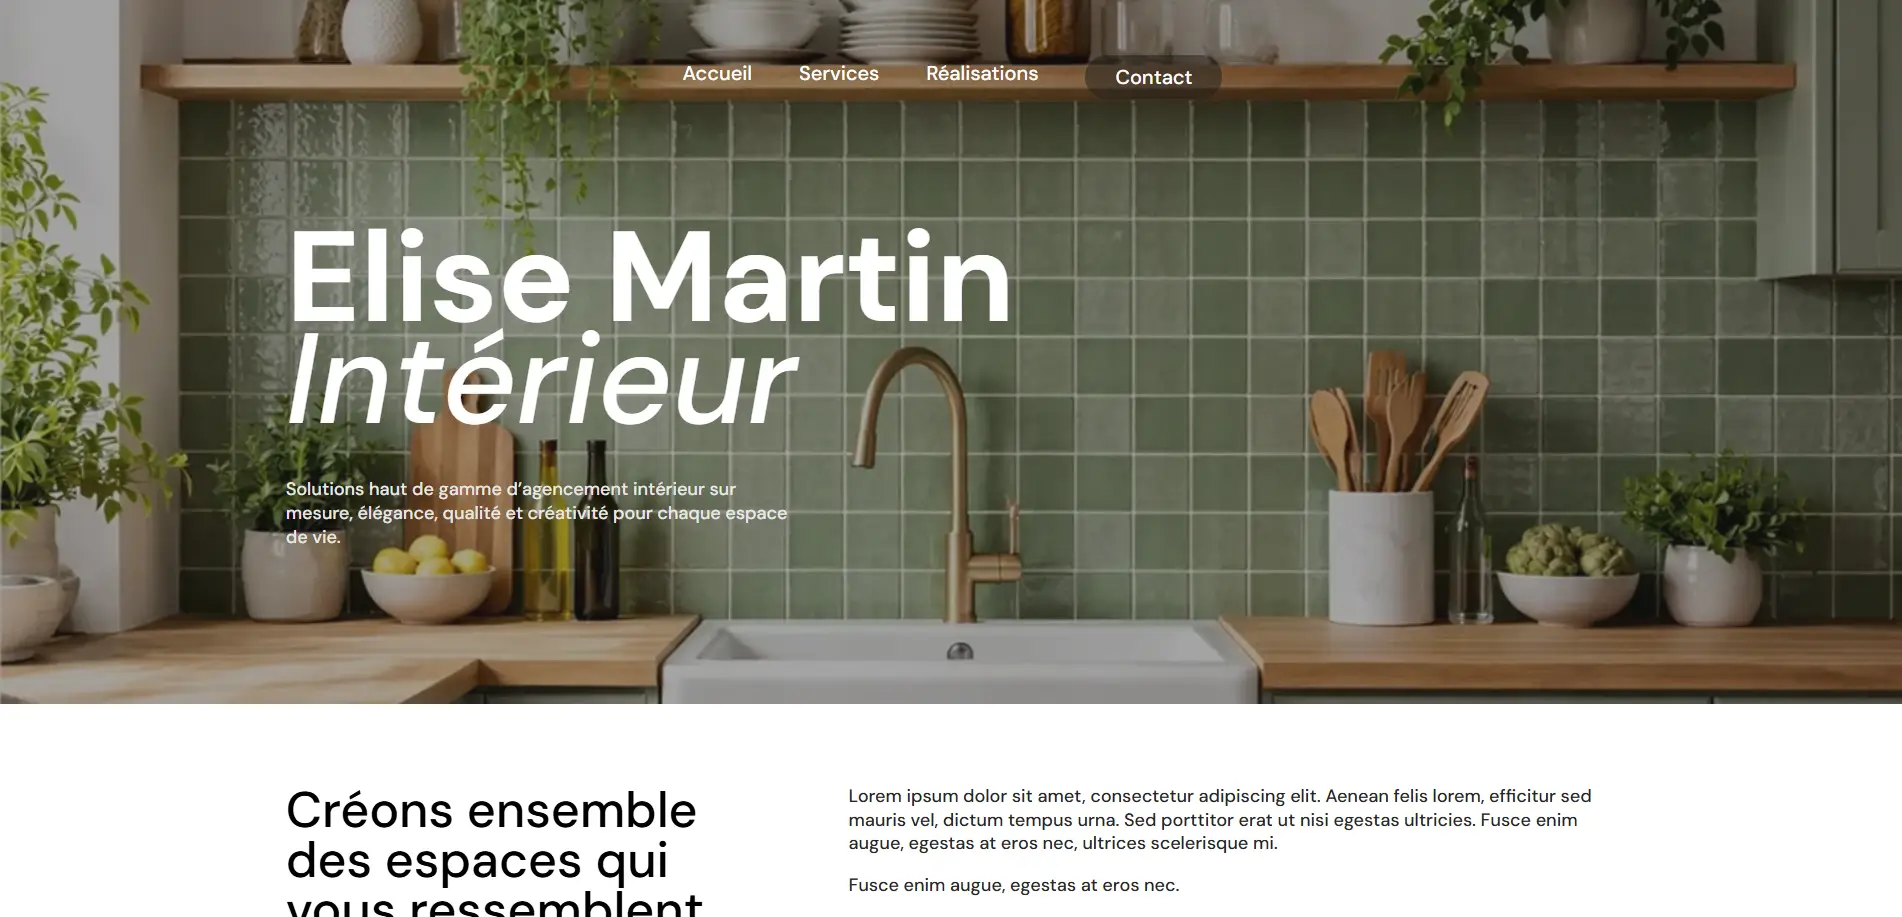 Accueil Services Réalisations Contact
Elise Martin
Intérieur
Solutions haut de gamme d’agencement intérieur sur
mesure, élégance, qualité et créativité pour chaque espace
de vie.
Créons ensemble
des espaces qui
vous ressemblent
Lorem ipsum dolor sit amet, consectetur adipiscing elit. Aenean felis lorem, efficitur sed
mauris vel, dictum tempus urna. Sed porttitor erat ut nisi egestas ultricies. Fusce enim
augue, egestas at eros nec, ultrices scelerisque mi.
Fusce enim augue, egestas at eros nec.